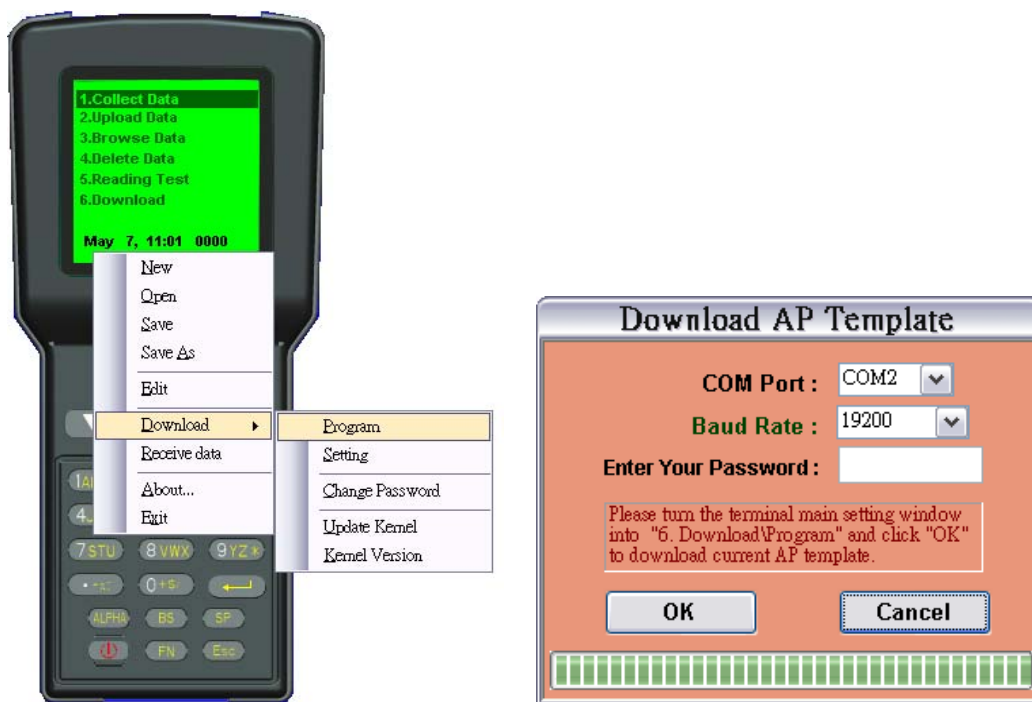 1.Collect Data
2.Upload Data
3.Browse Data
4.Delete Data
5.Reading Test
6.Download
May 7, 11:01 0000
New
Open
Save
Save As
Edit
Download
Receive data
About...
Exit
Program
Setting
Change Password
Update Kernel
Kernel Version
7STU 8VWX 9YZ*
ALPHA BS SP
FN Esc
Download AP Template
COM Port : COM2
Baud Rate : 19200
Enter Your Password :
Please turn the terminal main setting window
into "6. Download\Program" and click "OK"
to download current AP template.
OK Cancel